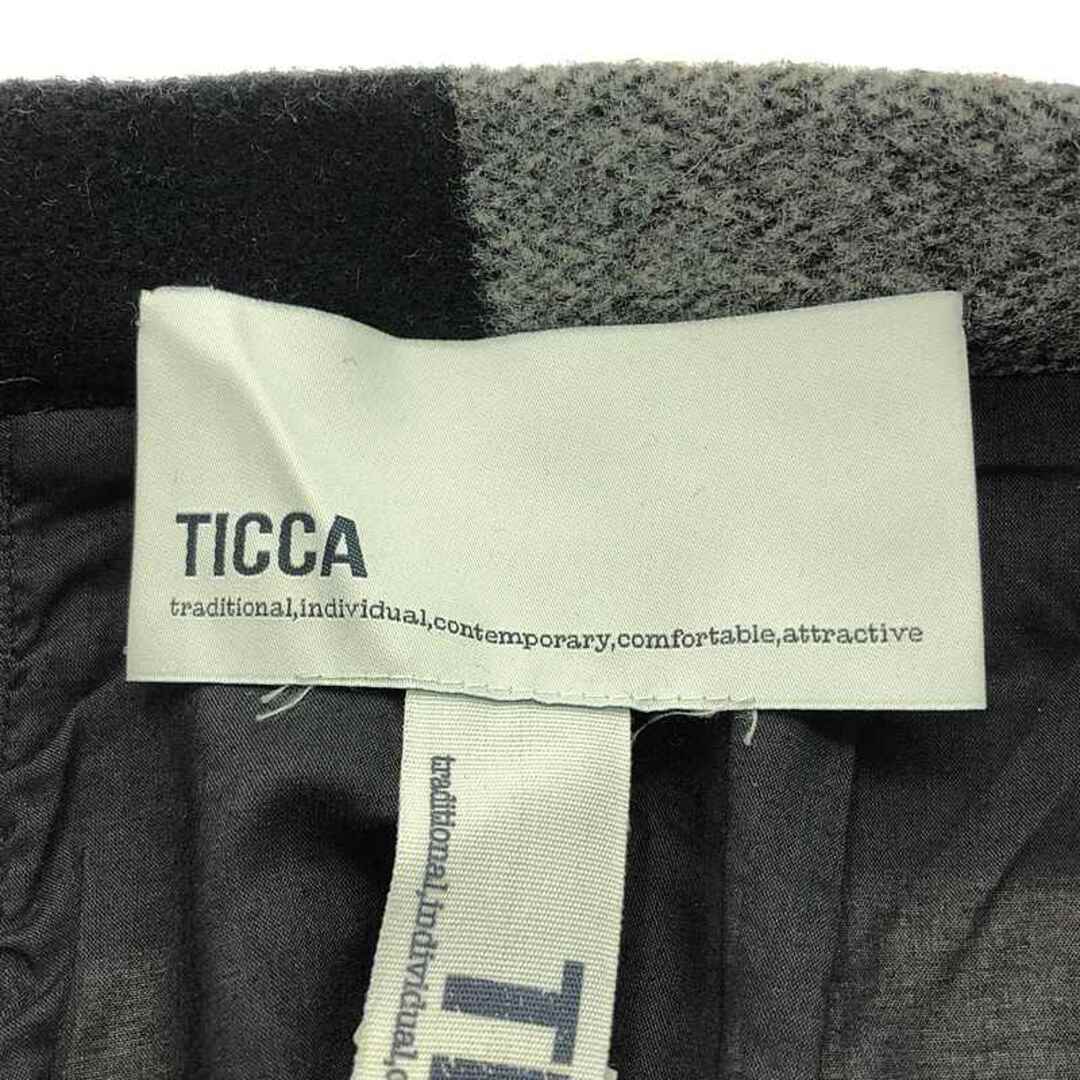 TICCA
traditional,individual,contemporary,comfortable,attractive
traditional,individual,